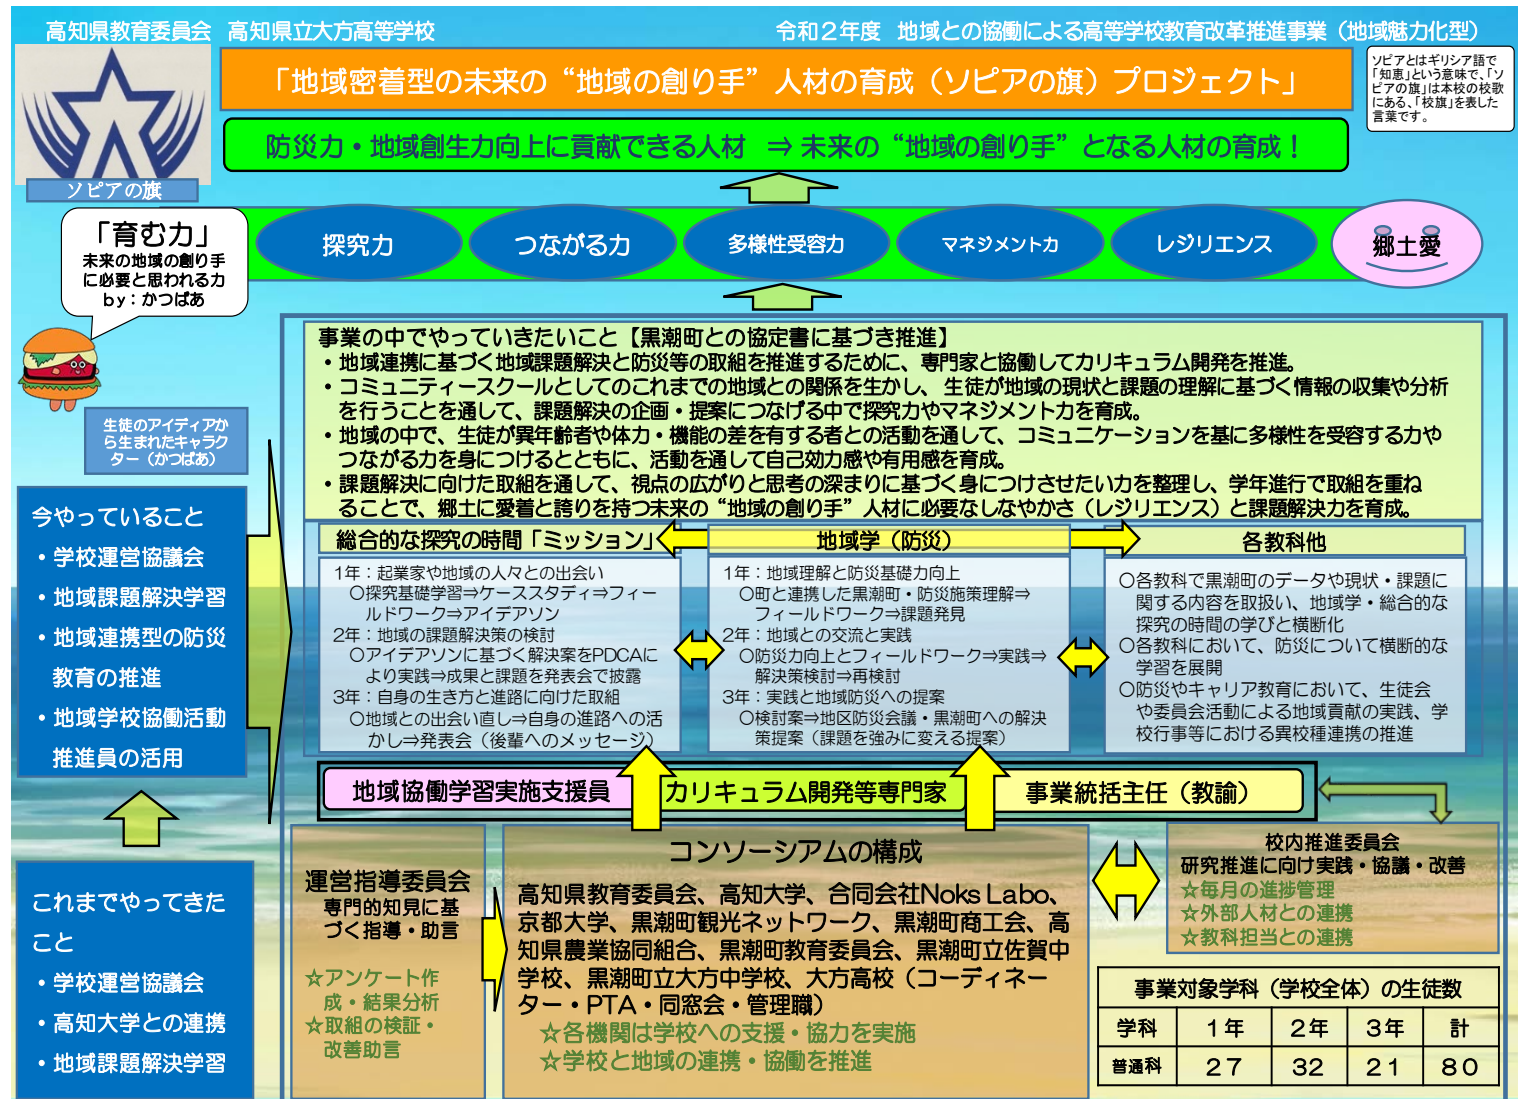 高知県教育委員会　高知県立大方高等学校
令和２年度　地域との協働による高等学校教育改革推進事業（地域魅力化型）
「地域密着型の未来の“地域の創り手”人材の育成（ソピアの旗）プロジェクト」
ソピアとはギリシア語で
「知恵」という意味で、「ソ
ピアの旗」は本校の校歌
にある、「校旗」を表した
言葉です。
防災力・地域創生力向上に貢献できる人材　⇒未来の“地域の創り手”となる人材の育成！
ソピアの旗
「育む力」
未来の地域の創り手
に必要と思われる力
ｂｙ：かつばあ
探究力
つながる力
多様性受容力
マネジメント力
レジリエンス
郷土愛
生徒のアイディアか
ら生まれたキャラク
ター（かつばあ）
事業の中でやっていきたいこと【黒潮町との協定書に基づき推進】
・地域連携に基づく地域課題解決と防災等の取組を推進するために、専門家と協働してカリキュラム開発を推進。
・コミュニティースクールとしてのこれまでの地域との関係を生かし、生徒が地域の現状と課題の理解に基づく情報の収集や分析
を行うことを通して、課題解決の企画・提案につなげる中で探究力やマネジメント力を育成。
・地域の中で、生徒が異年齢者や体力・機能の差を有する者との活動を通して、コミュニケーションを基に多様性を受容する力や
つながる力を身につけるとともに、活動を通して自己効力感や有用感を育成。
・課題解決に向けた取組を通して、視点の広がりと思考の深まりに基づく身につけさせたい力を整理し、学年進行で取組を重ね
ることで、郷土に愛着と誇りを持つ未来の“地域の創り手”人材に必要なしなやかさ（レジリエンス）と課題解決力を育成。
今やっていること
・学校運営協議会
・地域課題解決学習
・地域連携型の防災
教育の推進
・地域学校協働活動
推進員の活用
これまでやってきた
こと
・学校運営協議会
・高知大学との連携
・地域課題解決学習
総合的な探究の時間「ミッション」
1年：起業家や地域の人々との出会い
○探究基礎学習⇒ケーススタディ⇒フィー
ルドワーク⇒アイデアソン
2年：地域の課題解決策の検討
○アイデアソンに基づく解決案をPDCAに
より実践⇒成果と課題を発表会で披露
3年：自身の生き方と進路に向けた取組
○地域との出会い直し⇒自身の進路への活
かし⇒発表会（後輩へのメッセージ）
地域学（防災）
1年：地域理解と防災基礎力向上
○町と連携した黒潮町・防災施策理解⇒
フィールドワーク⇒課題発見
2年：地域との交流と実践
○防災力向上とフィールドワーク⇒実践⇒
解決策検討⇒再検討
3年：実践と地域防災への提案
○検討案⇒地区防災会議・黒潮町への解決
策提案（課題を強みに変える提案）
各教科他
○各教科で黒潮町のデータや現状・課題に
関する内容を取扱い、地域学・総合的な
探究の時間の学びと横断化
○各教科において、防災について横断的な
学習を展開
○防災やキャリア教育において、生徒会
や委員会活動による地域貢献の実践、学
校行事等における異校種連携の推進
地域協働学習実施支援員
カリキュラム開発等専門家
事業統括主任（教諭）
運営指導委員会
専門的知見に基
づく指導・助言
☆アンケート作
成・結果分析
☆取組の検証・
改善助言
コンソーシアムの構成
高知県教育委員会、高知大学、合同会社Noks Labo、
京都大学、黒潮町観光ネットワーク、黒潮町商工会、高
知県農業協同組合、黒潮町教育委員会、黒潮町立佐賀中
学校、黒潮町立大方中学校、大方高校（コーディネー
ター・PTA・同窓会・管理職）
☆各機関は学校への支援・協力を実施
☆学校と地域の連携・協働を推進
校内推進委員会
研究推進に向け実践・協議・改善
☆毎月の進捗管理
☆外部人材との連携
☆教科担当との連携
事業対象学科（学校全体）の生徒数
学科　１年　２年　３年　計
普通科　２７　３２　２１　８０